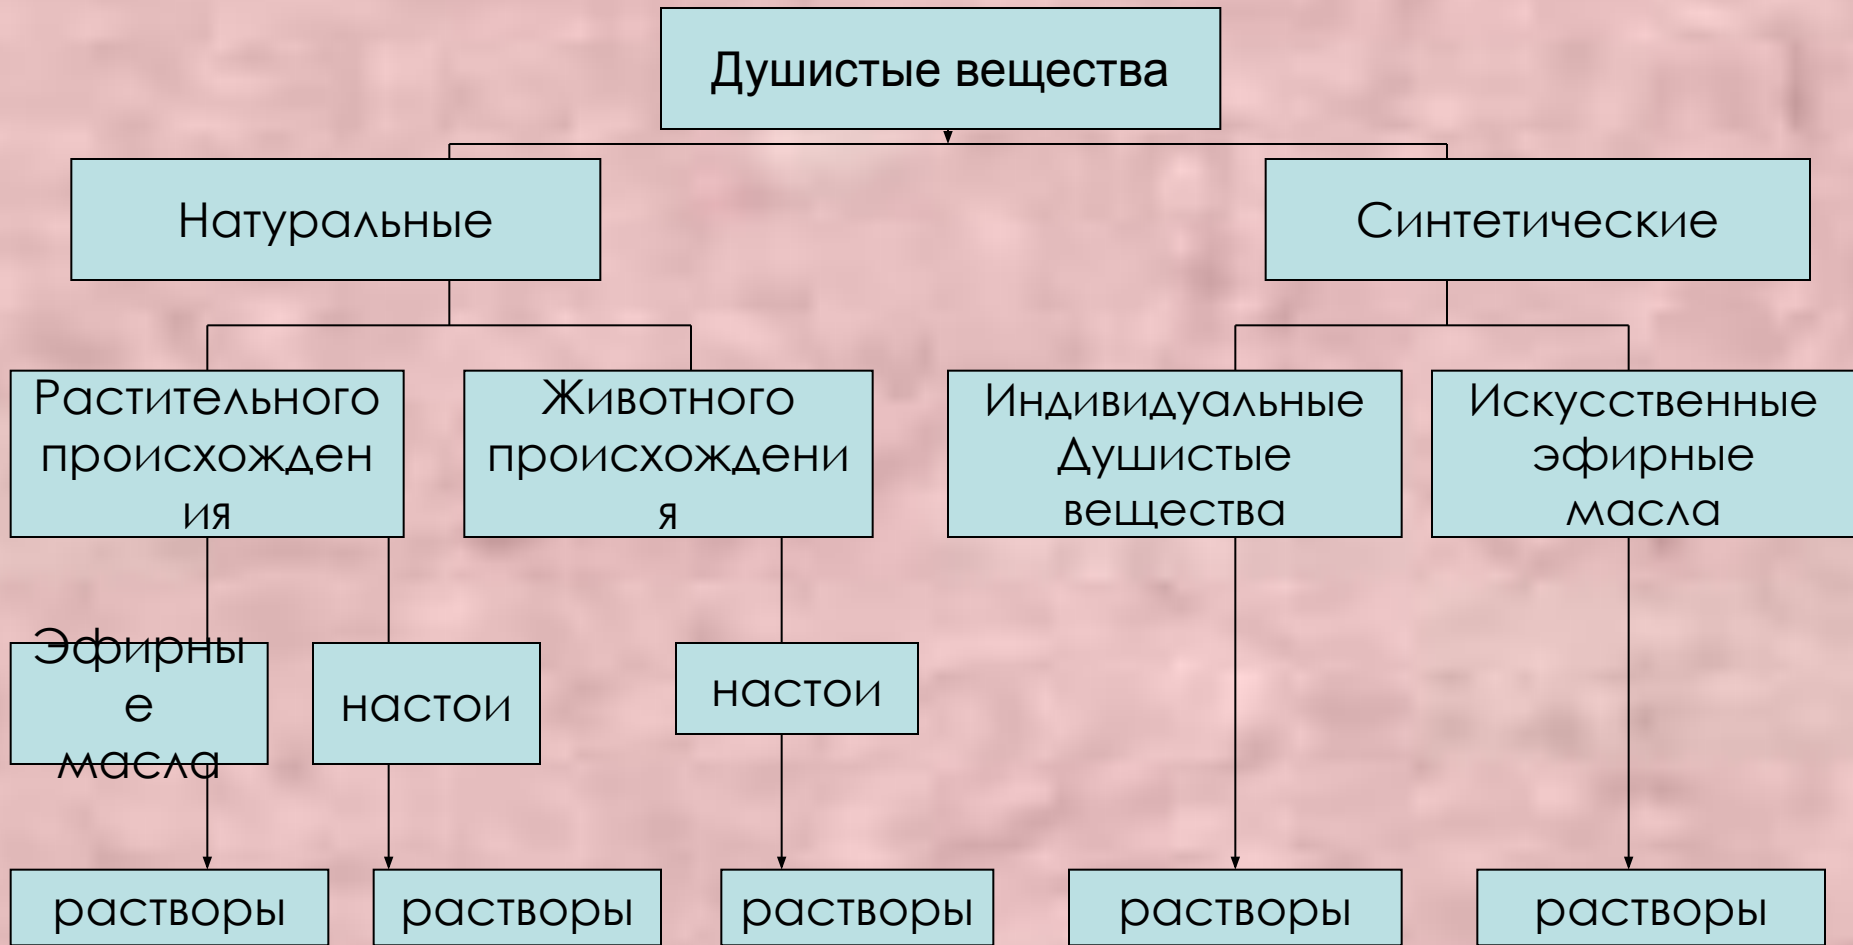 Душистые вещества
Натуральные
Синтетические
Растительного
происхожден
ия
Животного
происхождени
я
Индивидуальные
Душистые
вещества
Искусственные
эфирные
масла
Эфирны
е
масла
настои
настои
растворы
растворы
растворы
растворы
растворы